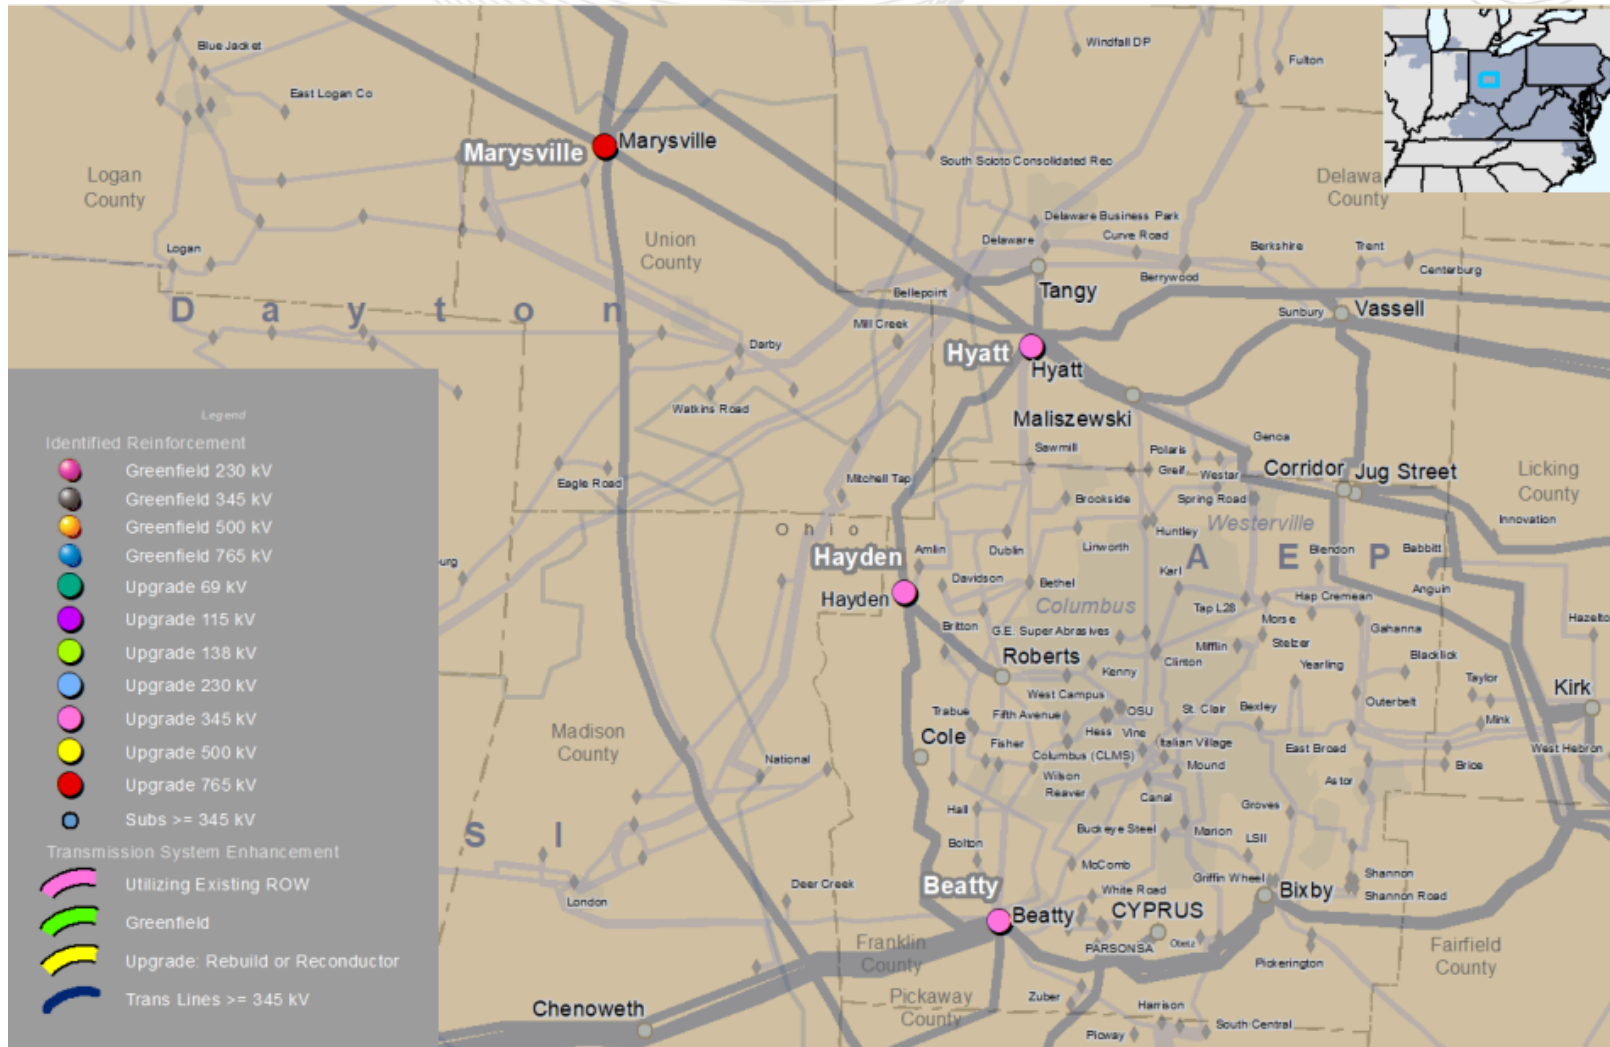 Blue Jacket
East Logan Co
Windfall DP
Fulton
Marysville
Marysville
South Scioto Consolidated Rec
Logan
County
Delawa
County
Delaware Business Park
Union
County
Delaware
Curve Road
Berkshire
Trent
Logan
Centerburg
Berrywood
Tangy
Bellepoint
Dayton
Sunbury
Vassell
Mill Creek
Darby
Hyatt
Hyatt
Watkins Road
Maliszewski
Genoa
Sawmill
Polaris
Greif
Westar
Corridor
Jug Street
Licking
County
Eagle Road
Mitchell Tap
Brookside
Spring Road
Westerville
Innovation
Ohio
Huntley
Amlin
Dublin
Linworth
AEP
Blendon
Babbitt
Hayden
urg
Davidson
Bethel
Karl
Anguin
Hayden
Columbus
Tap L28
Hap Cremean
Morse
Hazelto
Britton
G.E. Super Abrasives
Gahanna
Mifflin
Stelzer
Roberts
Clinton
Kenny
Yearling
Blacklick
Taylor
Kirk
West Campus
Outerbelt
Trabue
Fifth Avenue
OSU
St. Clair
Bexley
Mink
Madison
County
Cole
Hess
Vine
Fisher
Italian Village
East Broad
West Hebron
National
Columbus (CLMS)
Mound
Brice
Wilson
Astor
Reaver
Canal
Groves
Hall
SI
Buckeye Steel
Marion
LSII
Bolton
McComb
Deer Creek
Beatty
Griffin Wheel
Shannon
White Road
Bixby
Shannon Road
London
Beatty
CYPRUS
Franklin
County
PARSONSA
Obetz
Pickerington
Fairfield
County
Pickaway
County
Zuber
Harrison
Chenoweth
South Central
Picway
Legend
Identified Reinforcement
Greenfield 230 kV
Greenfield 345 kV
Greenfield 500 kV
Greenfield 765 kV
Upgrade 69 kV
Upgrade 115 kV
Upgrade 138 kV
Upgrade 230 kV
Upgrade 345 kV
Upgrade 500 kV
Upgrade 765 kV
Subs >= 345 kV
Transmission System Enhancement
Utilizing Existing ROW
Greenfield
Upgrade: Rebuild or Reconductor
Trans Lines >= 345 kV